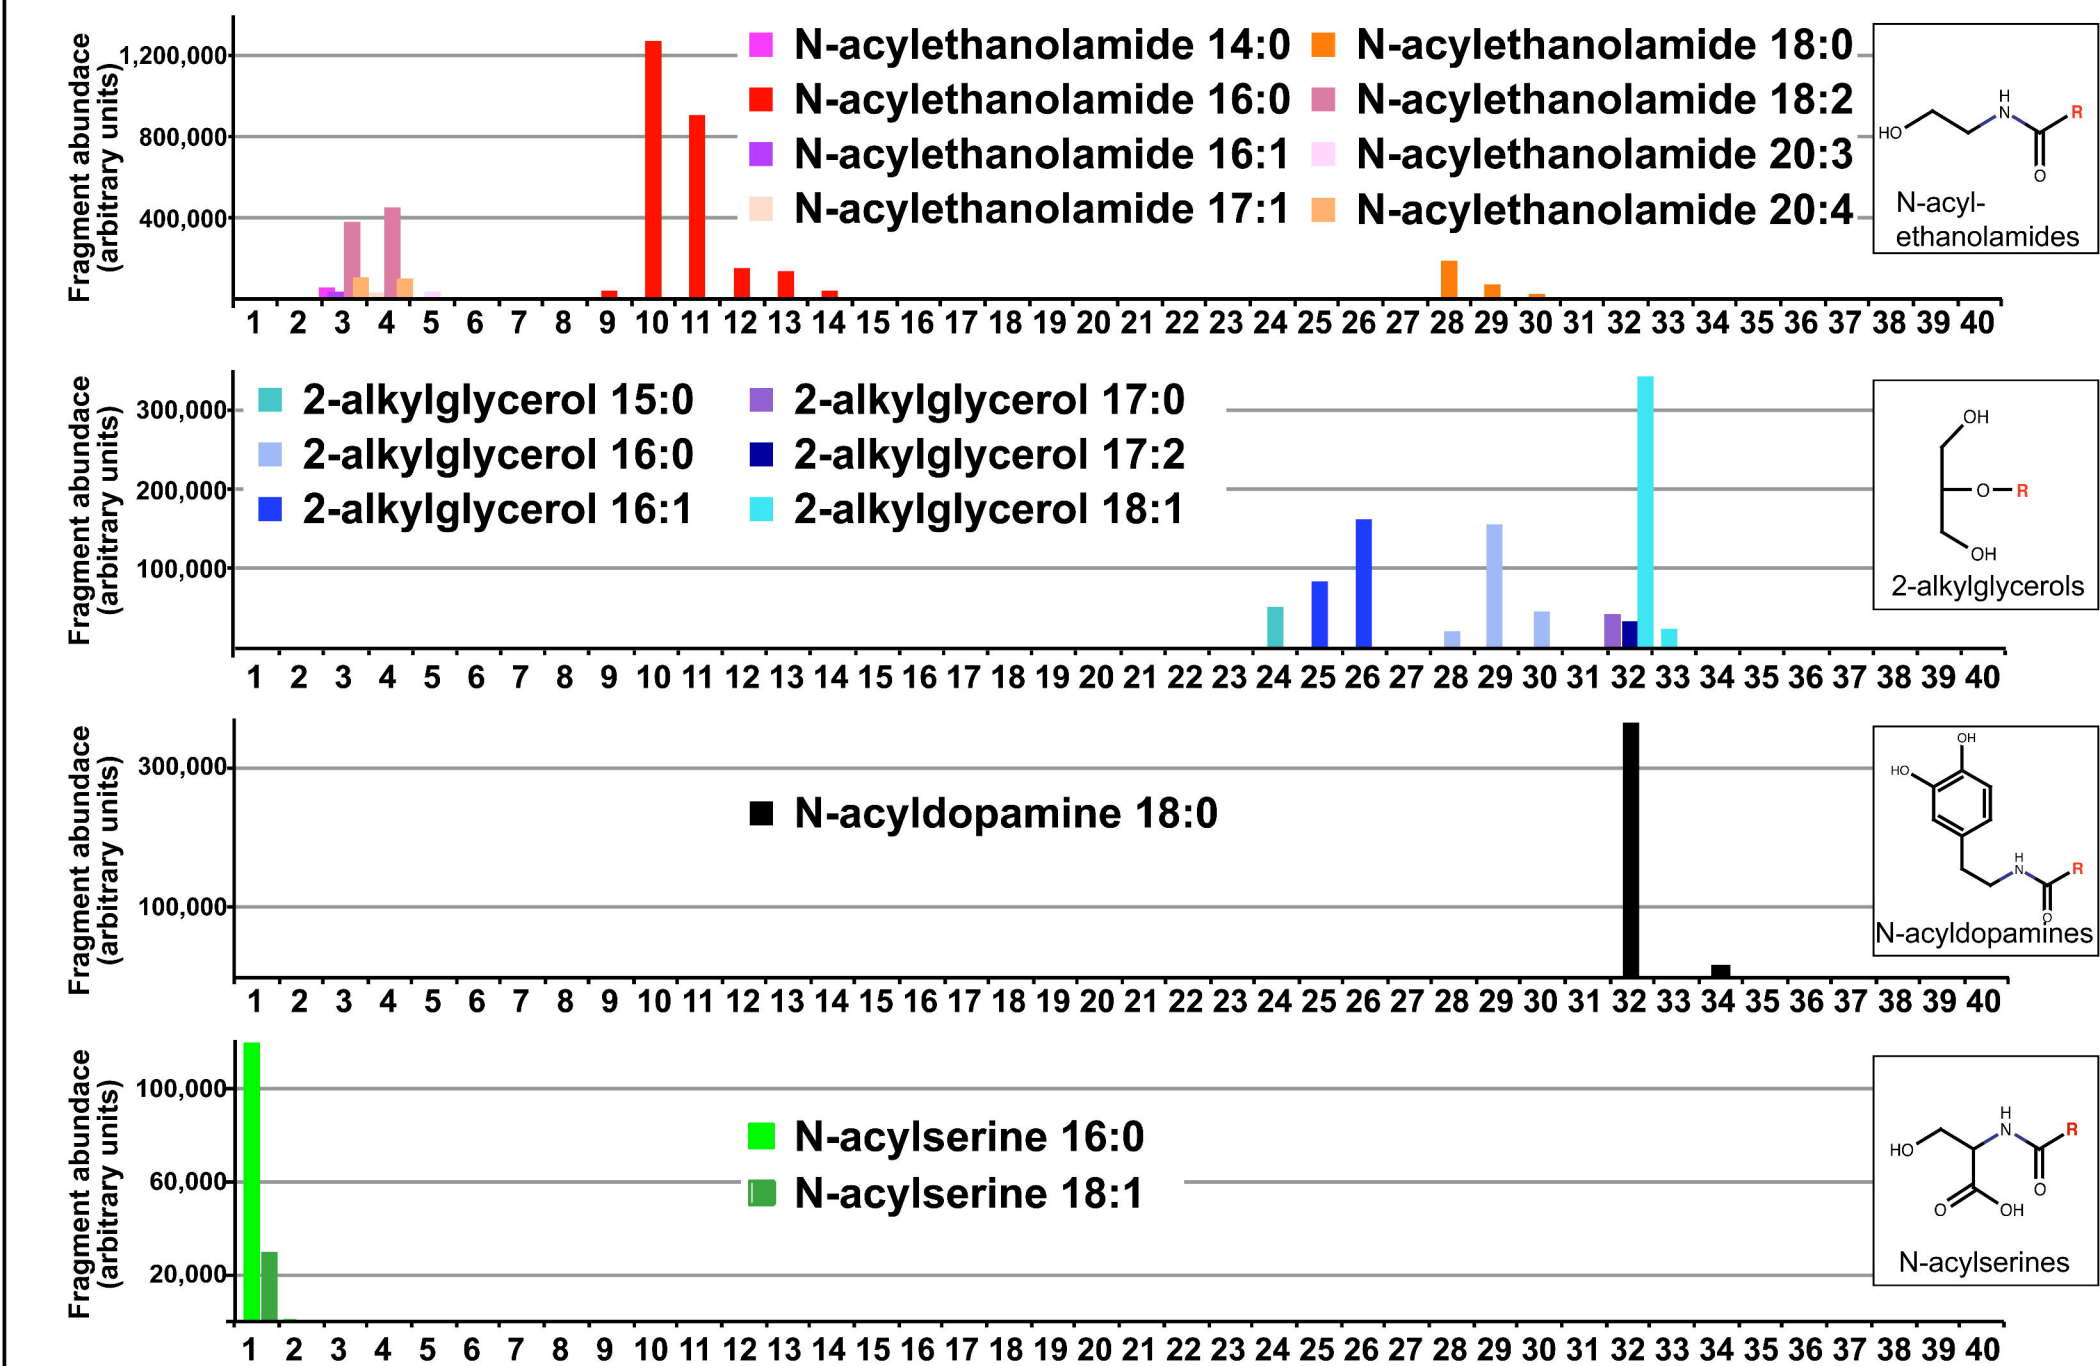 Fragment abundace
(arbitrary units)
1,200,000
800,000
400,000
N-acylethanolamide 14:0
N-acylethanolamide 16:0
N-acylethanolamide 16:1
N-acylethanolamide 17:1
N-acylethanolamide 18:0
N-acylethanolamide 18:2
N-acylethanolamide 20:3
N-acylethanolamide 20:4
HO
H
N
R
O
N-acyl-
ethanolamides
1 2 3 4 5 6 7 8 9 10 11 12 13 14 15 16 17 18 19 20 21 22 23 24 25 26 27 28 29 30 31 32 33 34 35 36 37 38 39 40
Fragment abundace
(arbitrary units)
300,000
200,000
100,000
2-alkylglycerol 15:0
2-alkylglycerol 16:0
2-alkylglycerol 16:1
2-alkylglycerol 17:0
2-alkylglycerol 17:2
2-alkylglycerol 18:1
OH
O R
OH
2-alkylglycerols
1 2 3 4 5 6 7 8 9 10 11 12 13 14 15 16 17 18 19 20 21 22 23 24 25 26 27 28 29 30 31 32 33 34 35 36 37 38 39 40
Fragment abundace
(arbitrary units)
300,000
100,000
N-acyldopamine 18:0
OH
HO
H
N
R
O
N-acyldopamines
1 2 3 4 5 6 7 8 9 10 11 12 13 14 15 16 17 18 19 20 21 22 23 24 25 26 27 28 29 30 31 32 33 34 35 36 37 38 39 40
Fragment abundace
(arbitrary units)
100,000
60,000
20,000
N-acylserine 16:0
N-acylserine 18:1
H
N
R
HO
O
O
OH
N-acylserines
1 2 3 4 5 6 7 8 9 10 11 12 13 14 15 16 17 18 19 20 21 22 23 24 25 26 27 28 29 30 31 32 33 34 35 36 37 38 39 40